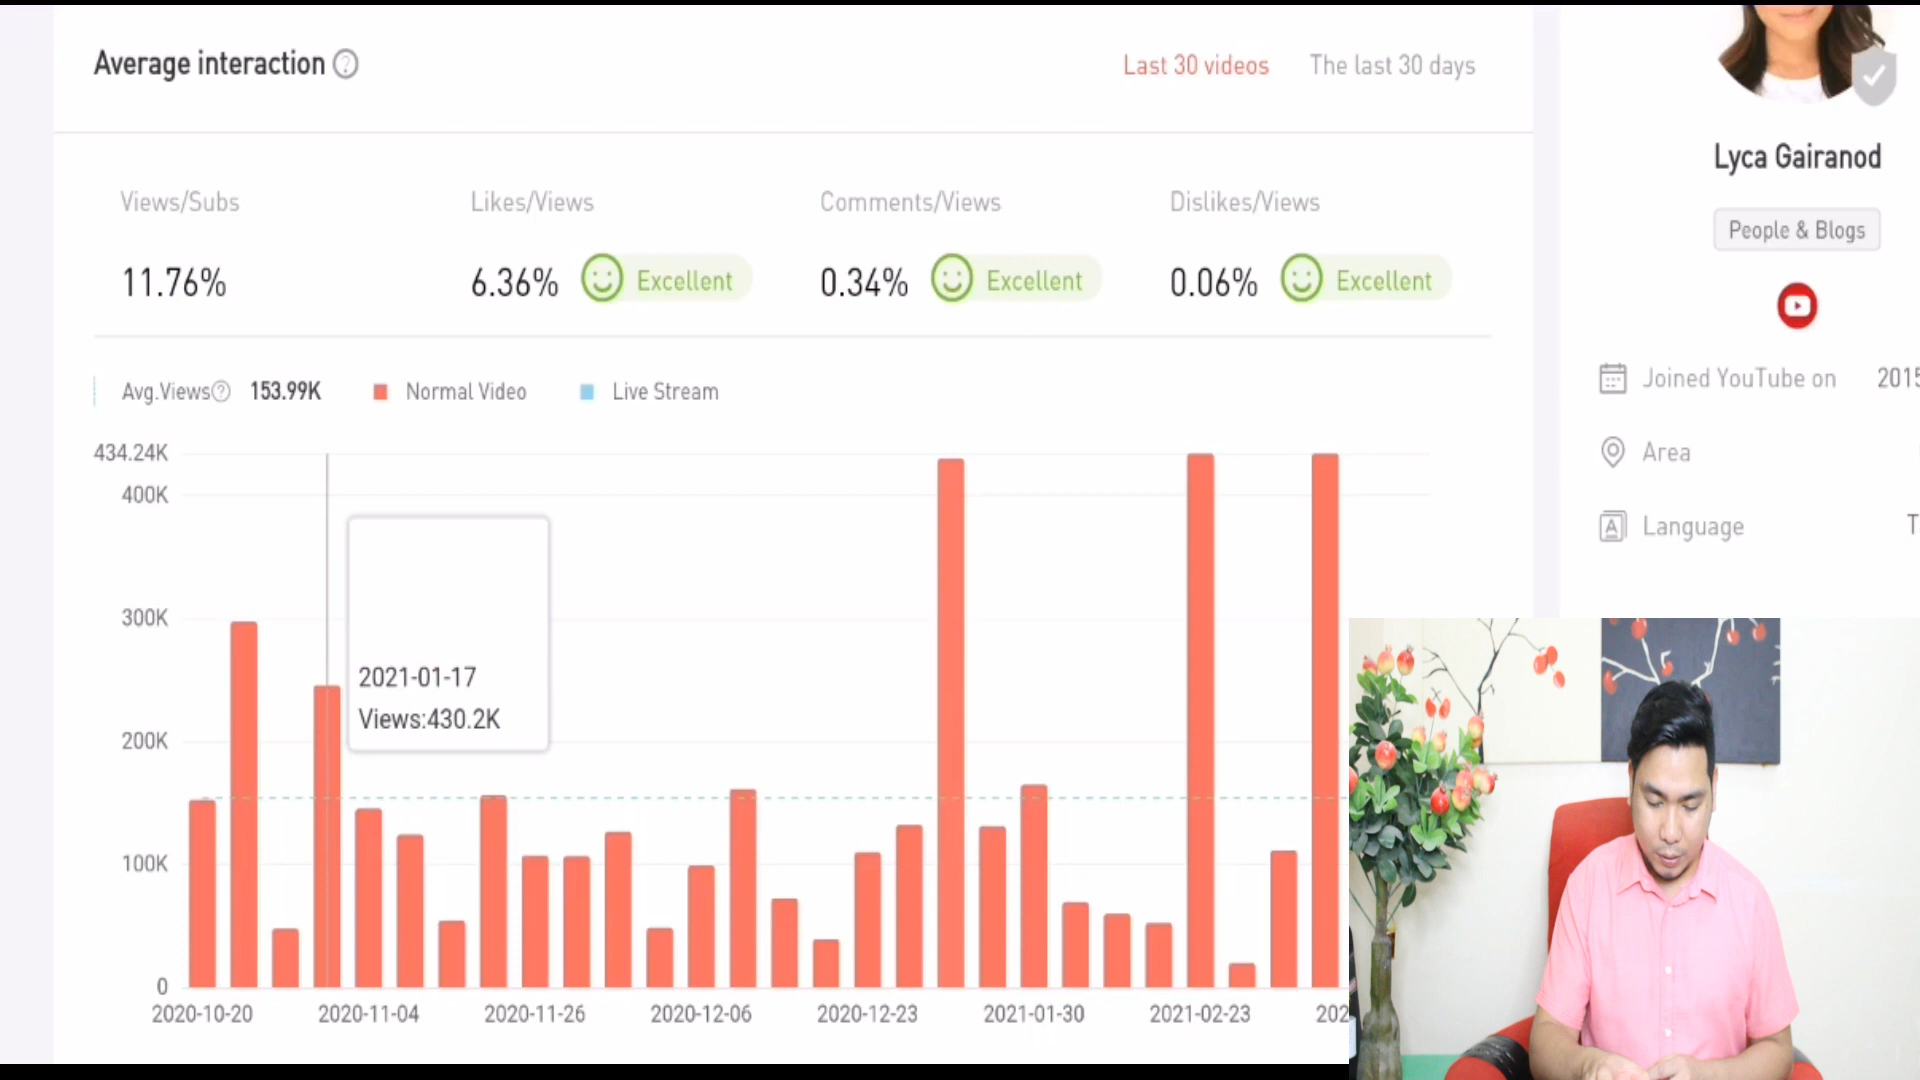 Average interaction ?
Last 30 videos The last 30 days
Views/Subs Likes/Views Comments/Views Dislikes/Views
11.76% 6.36% Excellent 0.34% Excellent 0.06% Excellent
Avg.Views? 153.99K Normal Video Live Stream
434.24K
400K
300K
200K
100K
0
2021-01-17
Views:430.2K
2020-10-20 2020-11-04 2020-11-26 2020-12-06 2020-12-23 2021-01-30 2021-02-23 202
Lyca Gairanod
People & Blogs
Joined YouTube on 2015
Area
A Language T